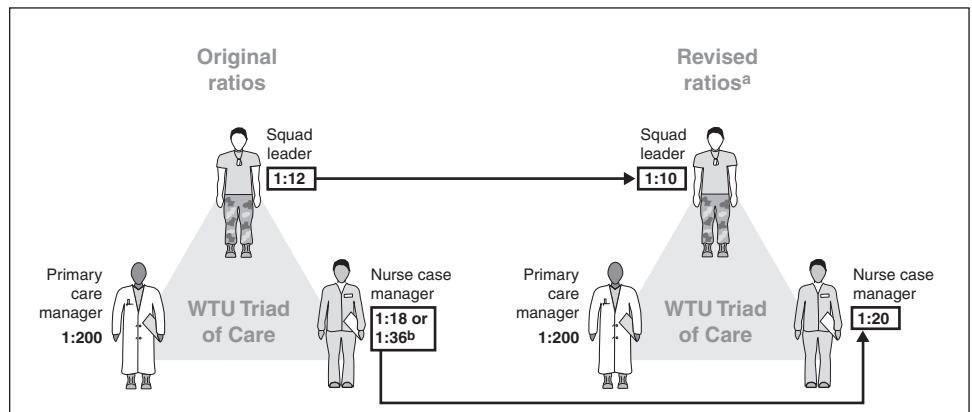 Original
ratios
Squad
leader
1:12
Primary
care
manager
1:200
WTU Triad
of Care
Nurse case
manager
1:18 or
1:36b
Revised
ratiosa
Squad
leader
1:10
Primary
care
manager
1:200
WTU Triad
of Care
Nurse case
manager
1:20